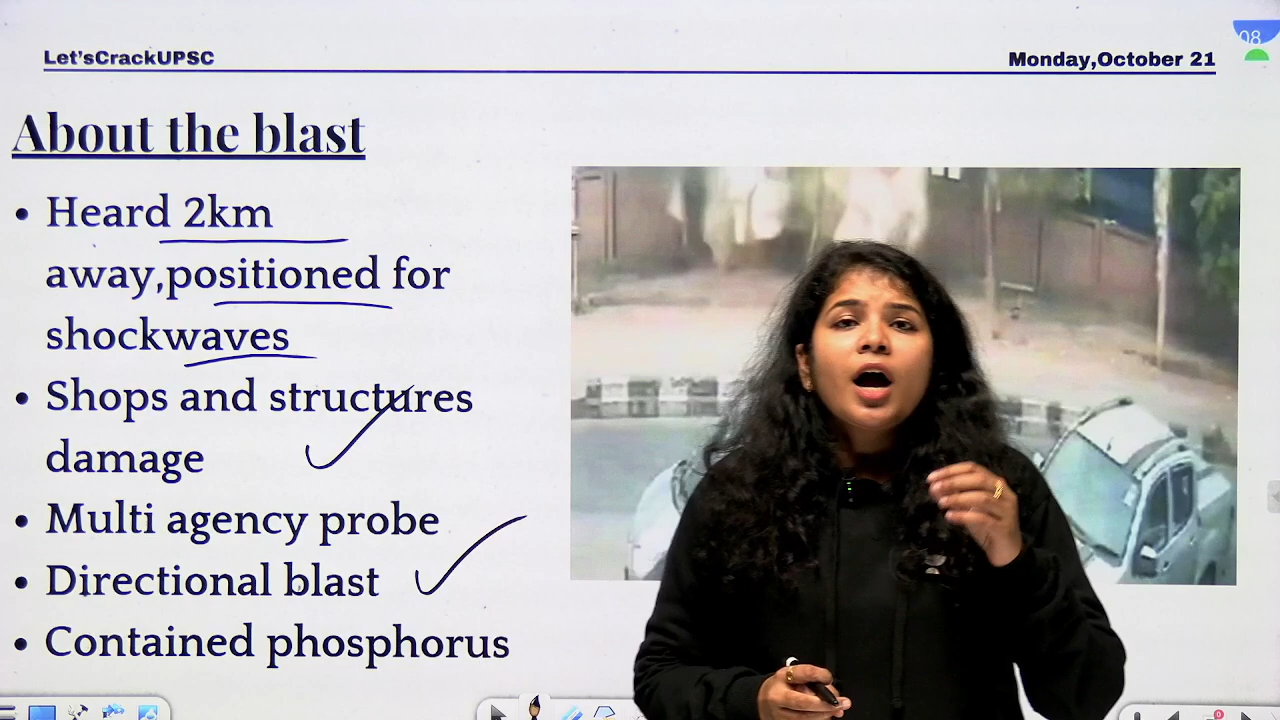 Let'sCrackUPSC
Monday,October 21
08
About the blast
• Heard 2km
away,positioned for
shockwaves
• Shops and structures
damage
• Multi agency probe
• Directional blast
• Contained phosphorus